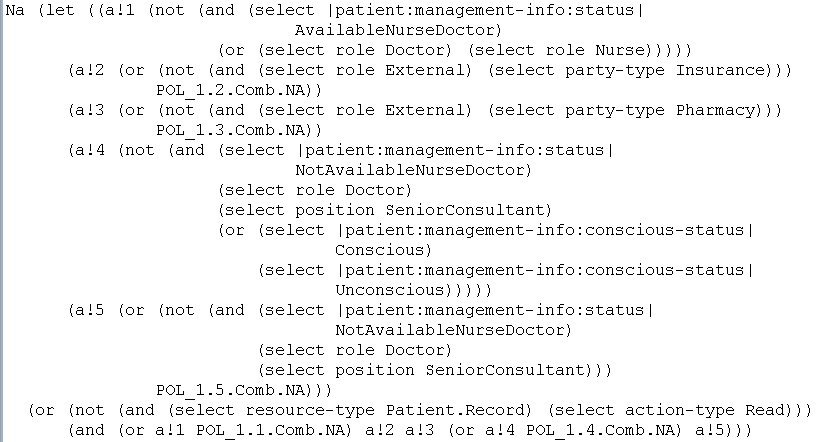 Na (let ((a!1 (not (and (select |patient:management-info:status|
AvailableNurseDoctor)
(or (select role Doctor) (select role Nurse)))))
(a!2 (or (not (and (select role External) (select party-type Insurance)))
POL_1.2.Comb.NA))
(a!3 (or (not (and (select role External) (select party-type Pharmacy)))
POL_1.3.Comb.NA))
(a!4 (not (and (select |patient:management-info:status|
NotAvailableNurseDoctor)
(select role Doctor)
(select position SeniorConsultant)
(or (select |patient:management-info:conscious-status|
Conscious)
(select |patient:management-info:conscious-status|
Unconscious)))))
(a!5 (or (not (and (select |patient:management-info:status|
NotAvailableNurseDoctor)
(select role Doctor)
(select position SeniorConsultant)))
POL_1.5.Comb.NA)))
(or (not (and (select resource-type Patient.Record) (select action-type Read)))
(and (or a!1 POL_1.1.Comb.NA) a!2 a!3 (or a!4 POL_1.4.Comb.NA) a!5)))